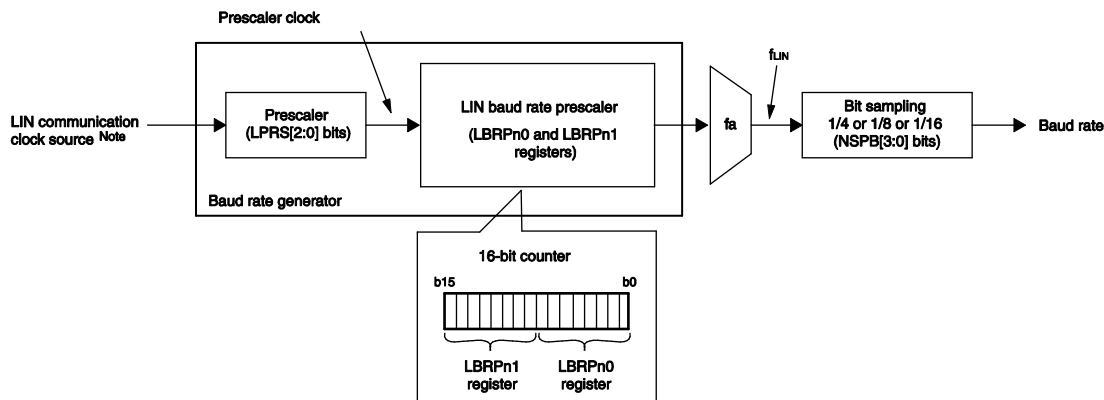 Prescaler clock
fLIN
LIN communication
clock source Note
Prescaler
(LPRS[2:0] bits)
LIN baud rate prescaler
(LBRPn0 and LBRPn1
registers)
fa
Bit sampling
1/4 or 1/8 or 1/16
(NSPB[3:0] bits)
Baud rate
Baud rate generator
16-bit counter
b15
b0
LBRPn1
register
LBRPn0
register